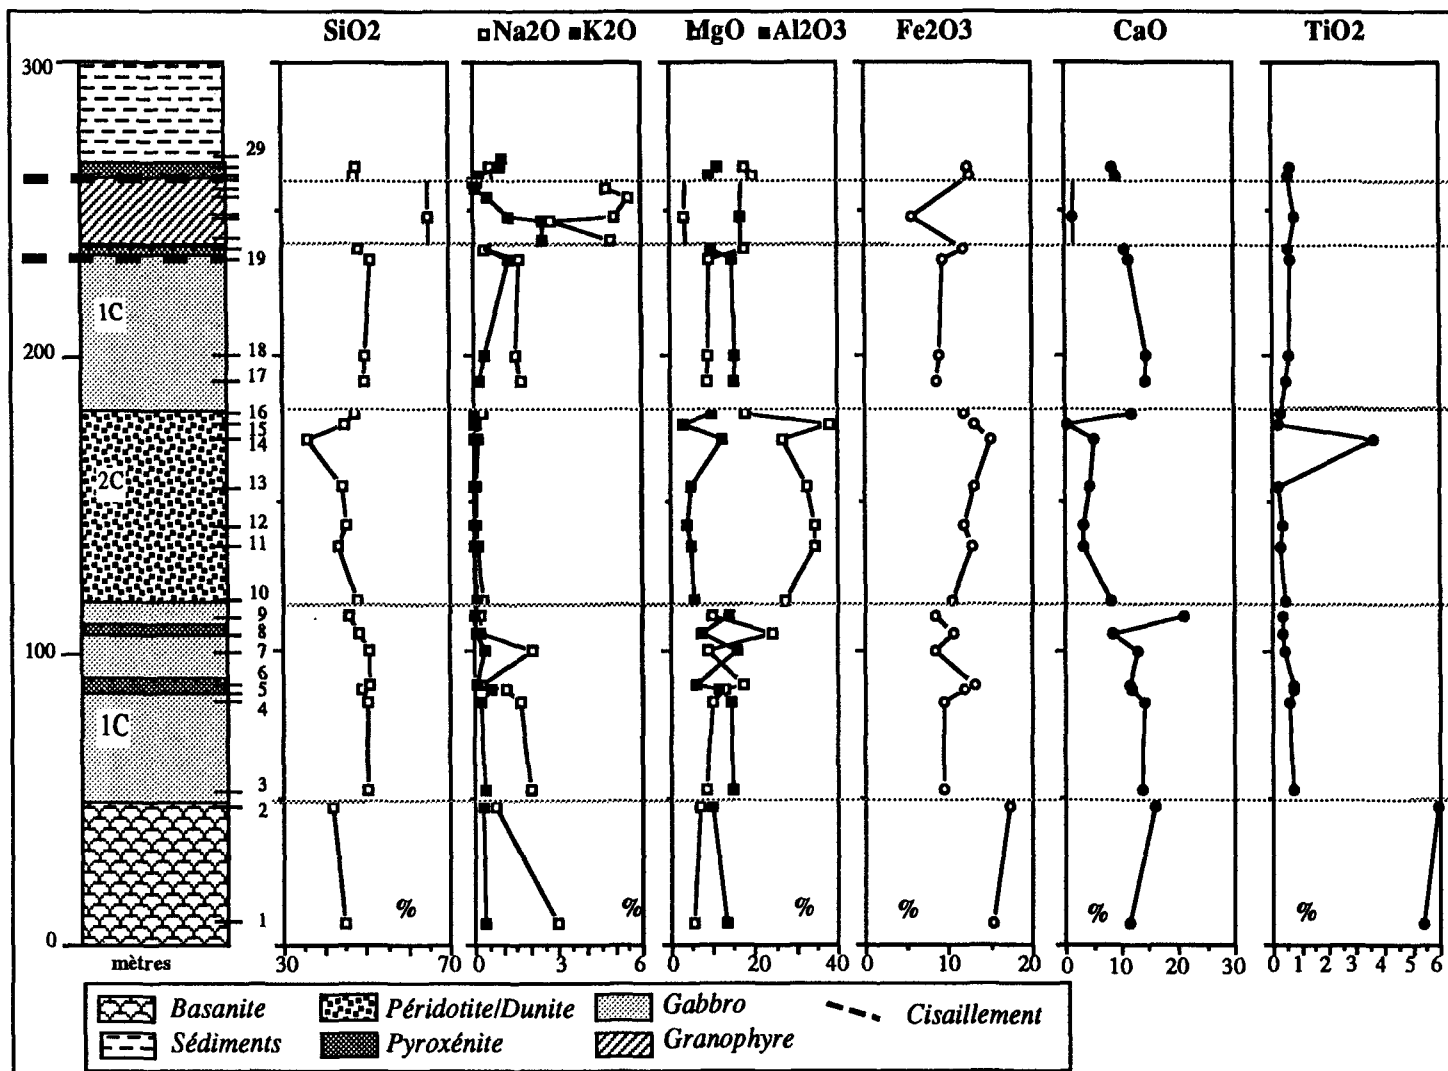 SiO2 Na2O K2O MgO Al2O3 Fe2O3 CaO TiO2
300
29
19
1C
200
18
17
16
15
14
2C
13
12
11
10
9
8
100
7
6
5
4
1C
3
2
1
% % % % % %
0
mètres
30 70 0 3 6 0 20 40 0 10 20 0 10 20 30 0 1 2 3 4 5 6
Basanite Péridotite/Dunite Gabbro Cisaillement
Sédiments Pyroxénite Granophyre